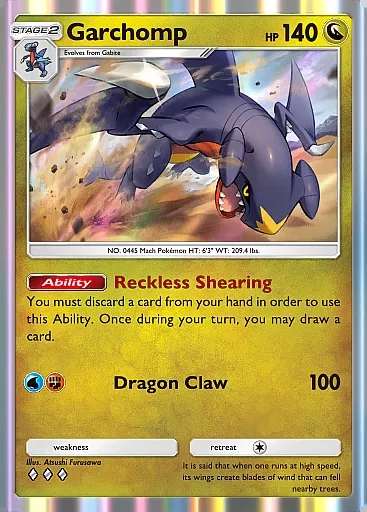 STAGE 2
Garchomp
HP 140
Evolves from Gabite
NO. 0445 Mach Pokémon HT: 6'3" WT: 209.4 lbs.
Ability Reckless Shearing
You must discard a card from your hand in order to use
this Ability. Once during your turn, you may draw a
card.
Dragon Claw 100
weakness
retreat
Illus. Atsushi Furusawa
It is said that when one runs at high speed,
its wings create blades of wind that can fell
nearby trees.